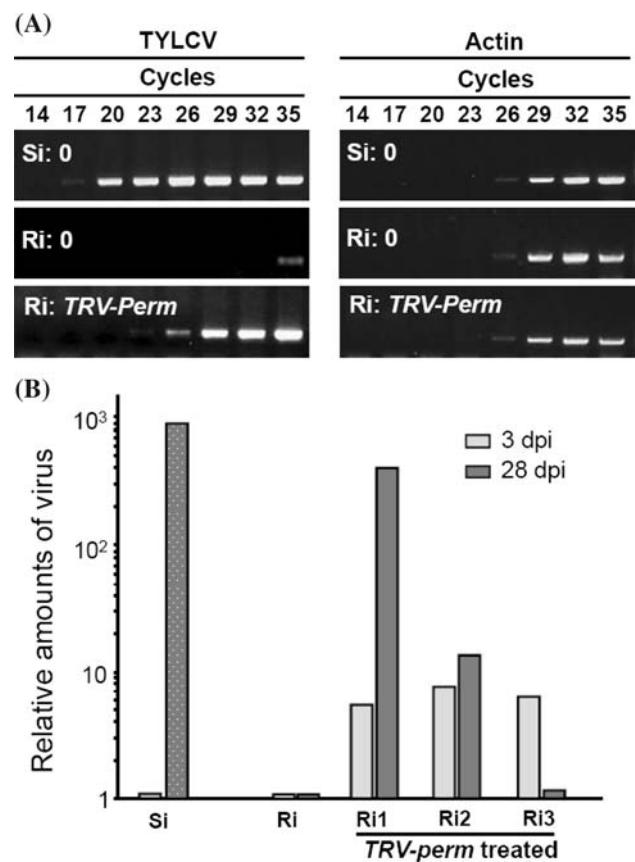 (A)
TYLCV Actin
Cycles Cycles
14 17 20 23 26 29 32 35 14 17 20 23 26 29 32 35
Si: 0 Si: 0
Ri: 0 Ri: 0
Ri: TRV-Perm Ri: TRV-Perm
(B)
Relative amounts of virus
10³
10²
10
1
3 dpi
28 dpi
Si Ri Ri1 Ri2 Ri3
TRV-perm treated